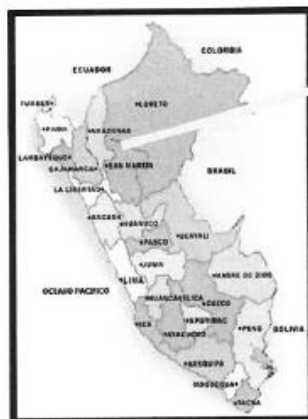 COLOMBIA
ECUADOR
LORETO
TUMBES
PIURA
AMAZONAS
LAMBAYEQUE
CAJAMARCA
SAN MARTIN
BRASIL
LA LIBERTAD
ANCASH
HUANUCO
UCAYALI
PASCO
JUNIN
MADRE DE DIOS
LIMA
OCEANO PACIFICO
HUANCAVELICA
CUZCO
BOLIVIA
ICA
APURIMAC
PUNO
AYACUCHO
AREQUIPA
MOQUEGUA
TACNA